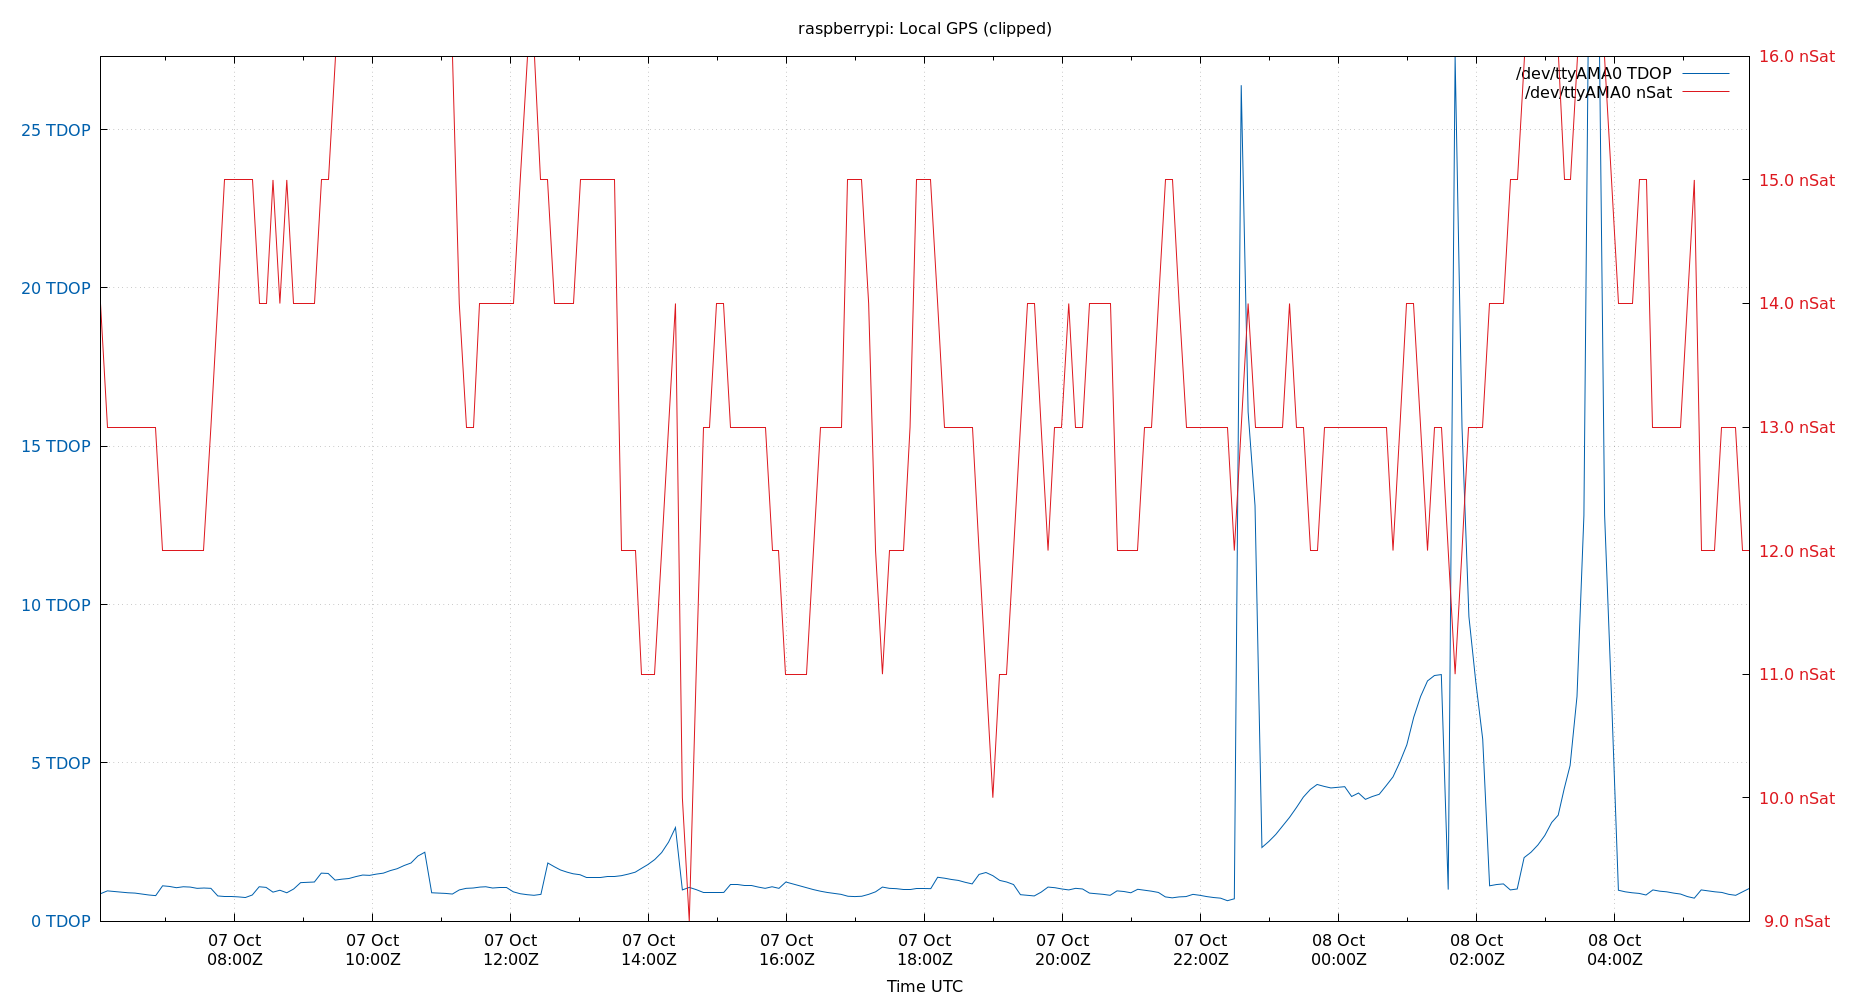 raspberrypi: Local GPS (clipped)
16.0 nSat
/dev/ttyAMA0 TDOP
/dev/ttyAMA0 nSat
25 TDOP
15.0 nSat
20 TDOP
14.0 nSat
15 TDOP
13.0 nSat
12.0 nSat
10 TDOP
11.0 nSat
5 TDOP
10.0 nSat
0 TDOP
9.0 nSat
07 Oct 07 Oct 07 Oct 07 Oct 07 Oct 07 Oct 07 Oct 07 Oct 08 Oct 08 Oct 08 Oct
08:00Z 10:00Z 12:00Z 14:00Z 16:00Z 18:00Z 20:00Z 22:00Z 00:00Z 02:00Z 04:00Z
Time UTC